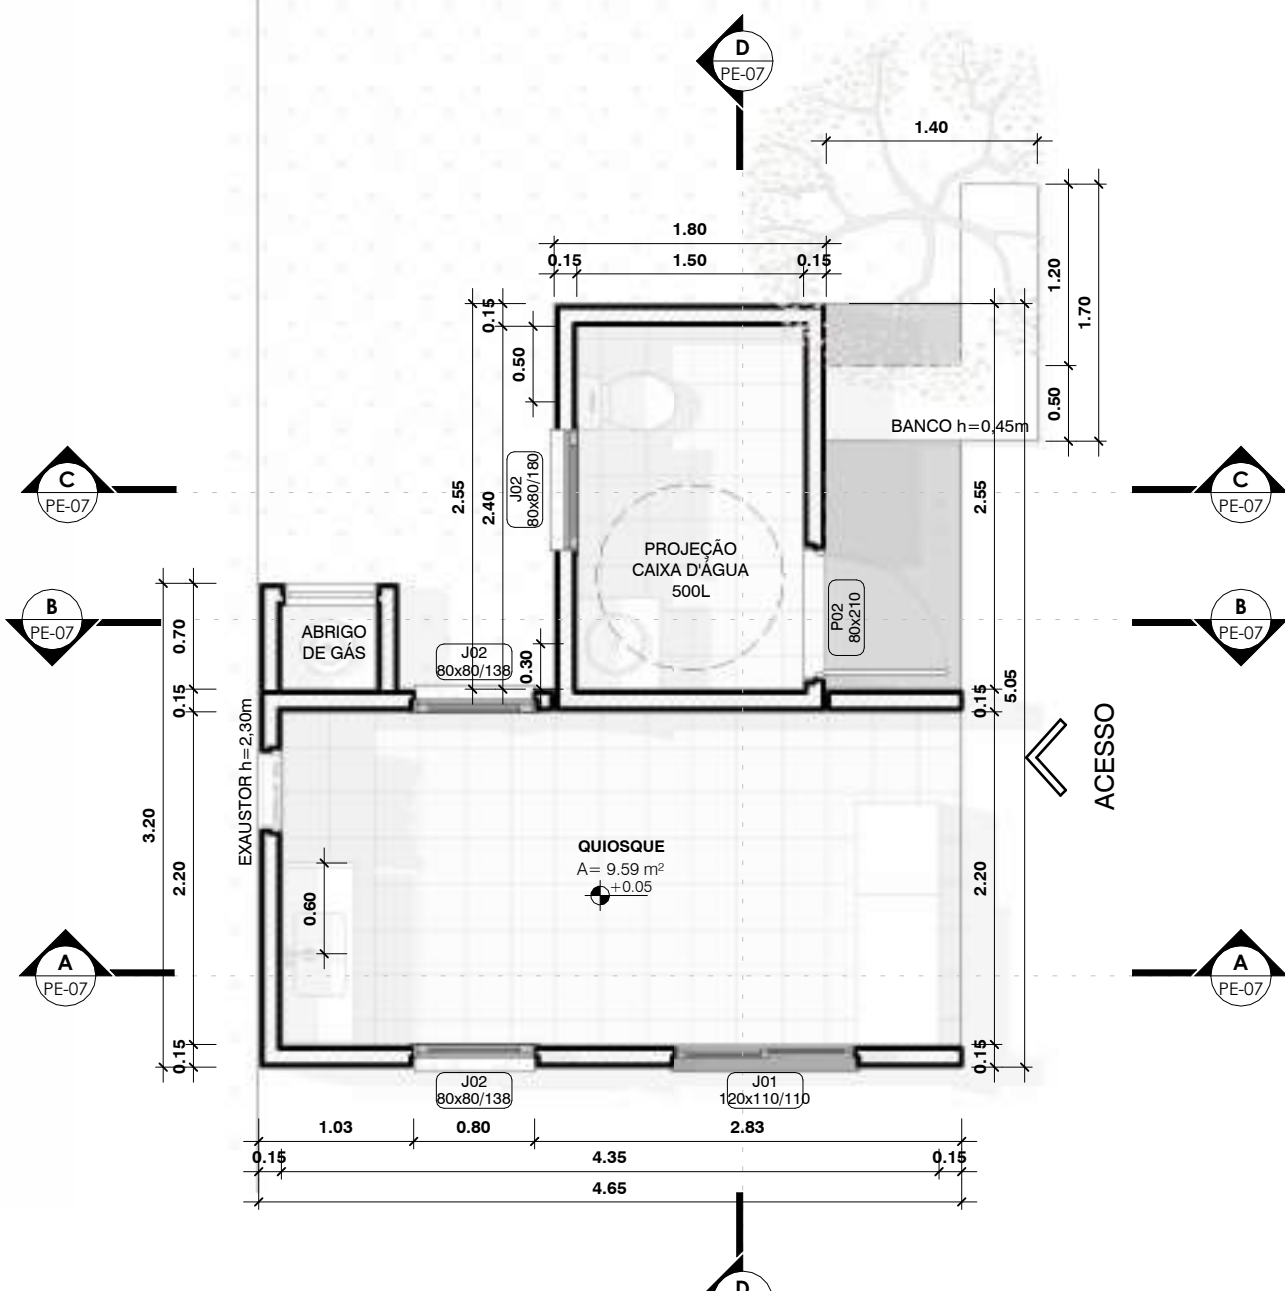 D
PE-07
1.40
1.80
0.15
1.50
0.15
0.15
0.50
1.20
1.70
0.50
BANCO h=0,45m
C
PE-07
2.55
2.40
J02
80x80/180
2.55
C
PE-07
PROJEÇÃO
CAIXA D'ÁGUA
500L
B
PE-07
0.70
ABRIGO
DE GÁS
J02
80x80/138
0.30
P02
80x210
B
PE-07
0.15
0.15
5.05
EXAUSTOR h=2,30m
ACESSO
3.20
2.20
QUIOSQUE
A= 9.59 m²
+0.05
0.60
2.20
A
PE-07
A
PE-07
0.15
0.15
J02
80x80/138
J01
120x110/110
1.03
0.80
2.83
0.15
4.35
0.15
4.65
D